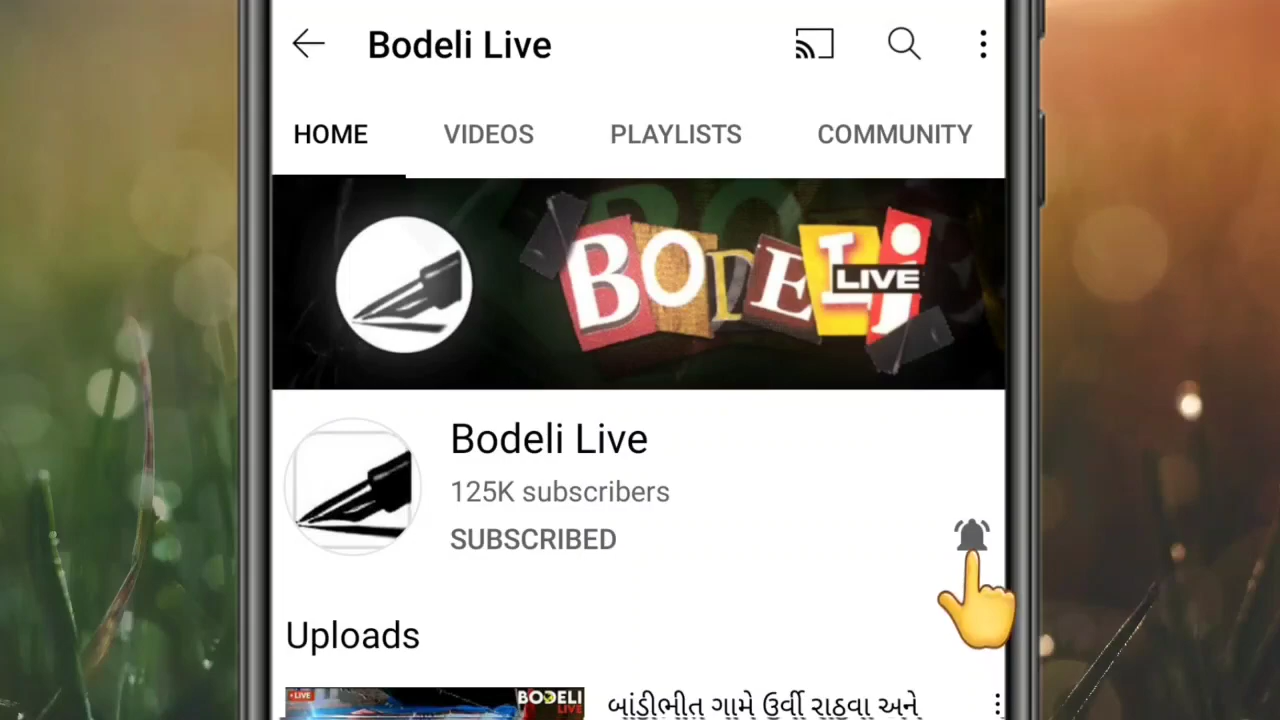 Bodeli Live
HOME VIDEOS PLAYLISTS COMMUNITY
BODELi
LIVE
Bodeli Live
125K subscribers
SUBSCRIBED
Uploads
LIVE
BODELI
LIVE
બાંડીભીત ગામે ઉર્વી રાઠવા અને